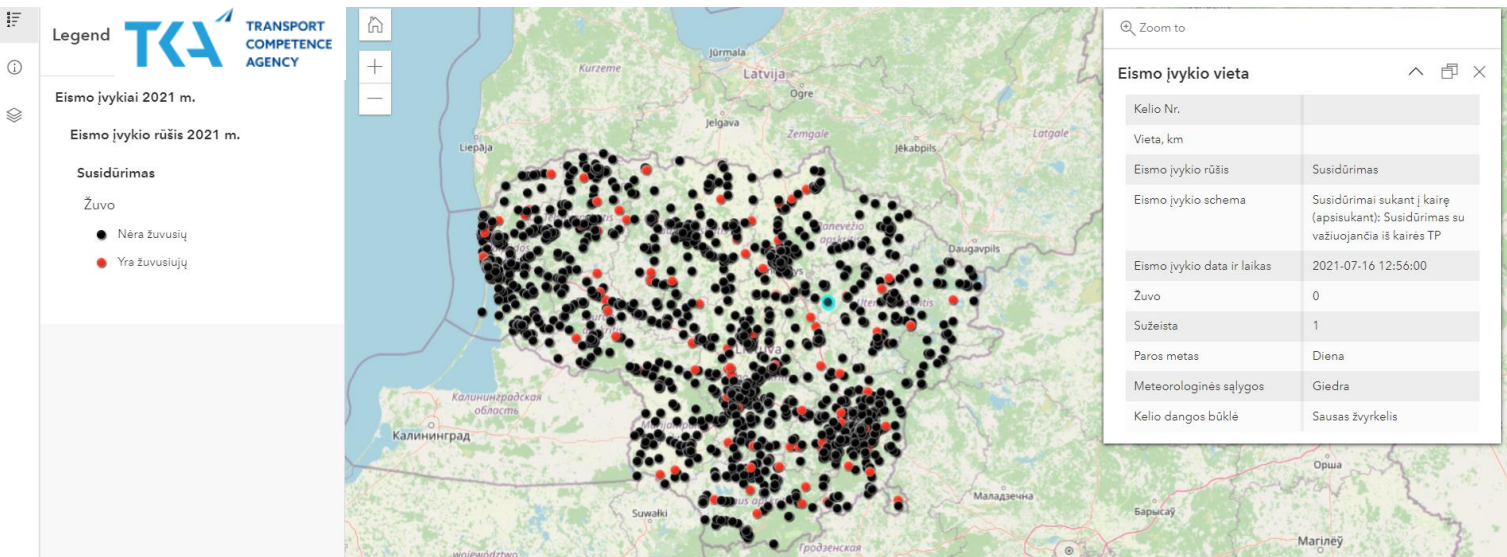 Legend
TKA
TRANSPORT
COMPETENCE
AGENCY
Eismo įvykiai 2021 m.
Eismo įvykio rūšis 2021 m.
Susidūrimas
Žuvo
Nėra žuvusių
Yra žuvusiųjų
Jūrmala
Kurzeme
Latvija
Ogre
Jelgava
Zemgale
Latgale
Liepāja
Jēkabpils
Daugavpils
Lietuva
Калининградская
область
Калининград
Suwałki
województwo
Гродзенская
Маладзечна
Орша
Барысаў
Магілёў
Zoom to
Eismo įvykio vieta
Kelio Nr.
Vieta, km
Eismo įvykio rūšis Susidūrimas
Eismo įvykio schema Susidūrimai sukant į kairę
(apsisukant): Susidūrimas su
važiuojančia iš kairės TP
Eismo įvykio data ir laikas 2021-07-16 12:56:00
Žuvo 0
Sužeista 1
Paros metas Diena
Meteorologinės sąlygos Giedra
Kelio dangos būklė Sausas žvyrkelis